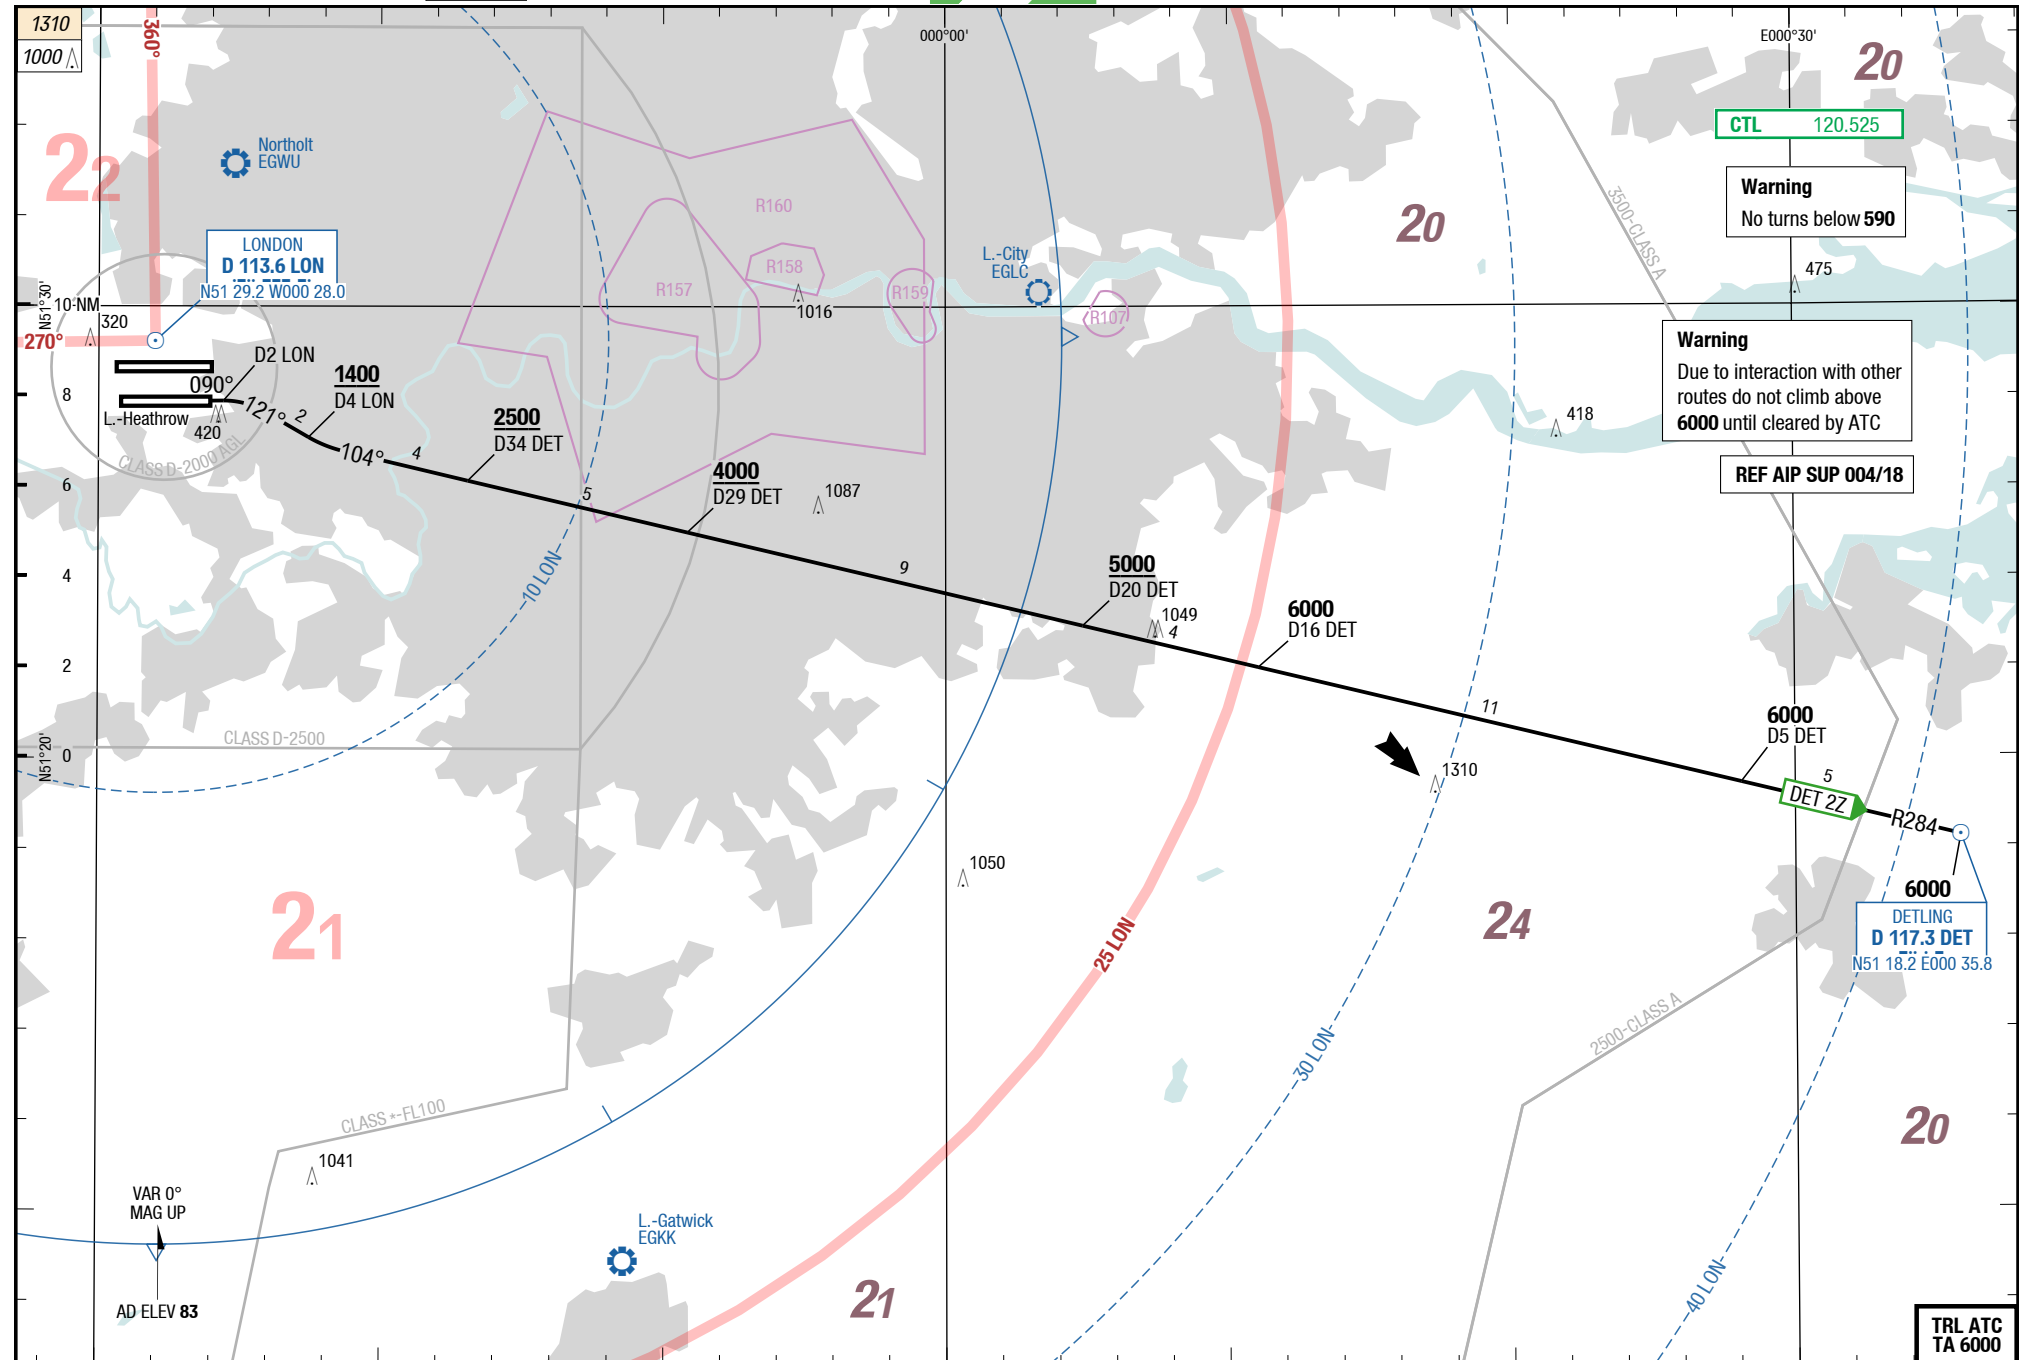 1310
1000
360°
000°00'
E000°30'
20
22
Northolt
EGWU
CTL 120.525
Warning
No turns below 590
3500-CLASS A
R160
20
LONDON
D 113.6 LON
N51 29.2 W000 28.0
R158
L.-City
EGLC
475
N51°30'
10-NM
R157
R159
1016
R107
320
270°
Warning
Due to interaction with other
routes do not climb above
6000 until cleared by ATC
D2 LON
090°
1400
D4 LON
8
L.-Heathrow
420
121°
2
2500
D34 DET
418
CLASS D-2000 AGL
104°
4
4000
D29 DET
REF AIP SUP 004/18
6
5
1087
10 LON
4
9
5000
D20 DET
1049
4
6000
D16 DET
2
11
6000
D5 DET
N51°20'
0
CLASS D-2500
1310
5
DET 2Z
R284
1050
6000
DETLING
D 117.3 DET
N51 18.2 E000 35.8
21
25 LON
24
30 LON
2500-CLASS A
CLASS *-FL100
20
1041
VAR 0°
MAG UP
L.-Gatwick
EGKK
40 LON
AD ELEV 83
21
TRL ATC
TA 6000